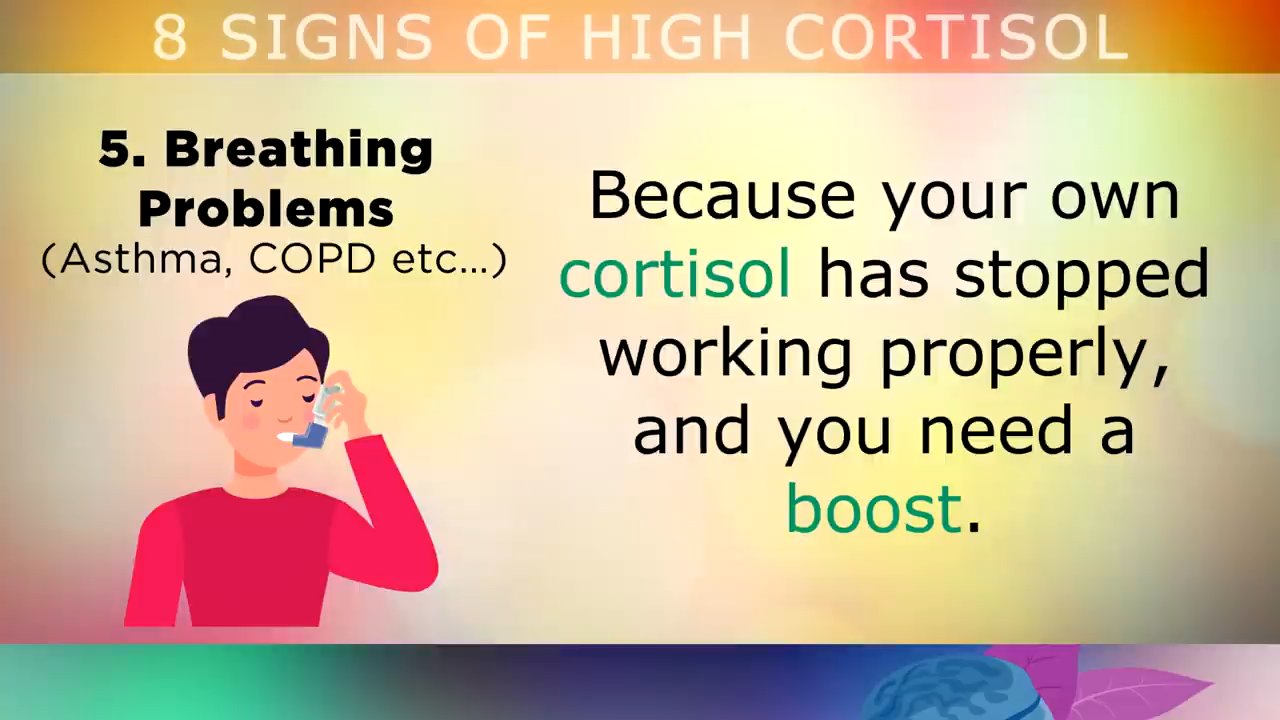 8 SIGNS OF HIGH CORTISOL
5. Breathing
Problems
(Asthma, COPD etc...)
Because your own
cortisol has stopped
working properly,
and you need a
boost.